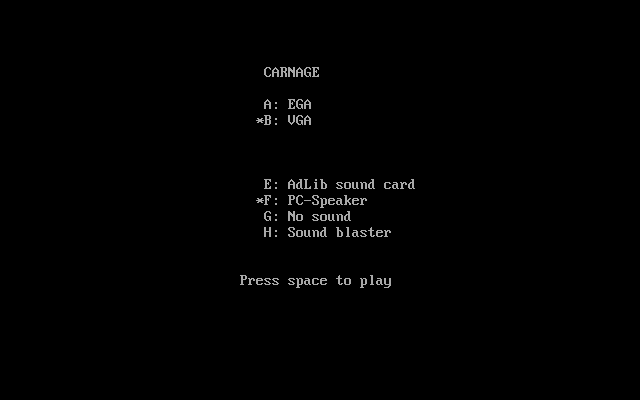 CARNAGE
A: EGA
*B: VGA
E: AdLib sound card
*F: PC-Speaker
G: No sound
H: Sound blaster
Press space to play